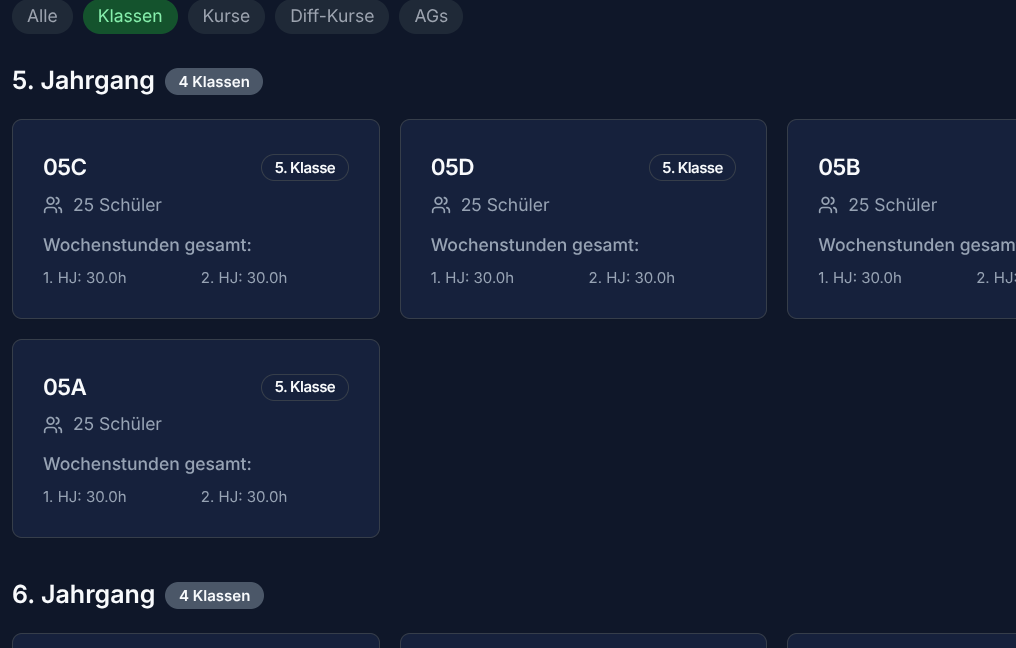 Alle Klassen Kurse Diff-Kurse AGs
5. Jahrgang 4 Klassen
05C 5. Klasse
25 Schüler
Wochenstunden gesamt:
1. HJ: 30.0h 2. HJ: 30.0h
05D 5. Klasse
25 Schüler
Wochenstunden gesamt:
1. HJ: 30.0h 2. HJ: 30.0h
05B
25 Schüler
Wochenstunden gesam
1. HJ: 30.0h 2. HJ:
05A 5. Klasse
25 Schüler
Wochenstunden gesamt:
1. HJ: 30.0h 2. HJ: 30.0h
6. Jahrgang 4 Klassen